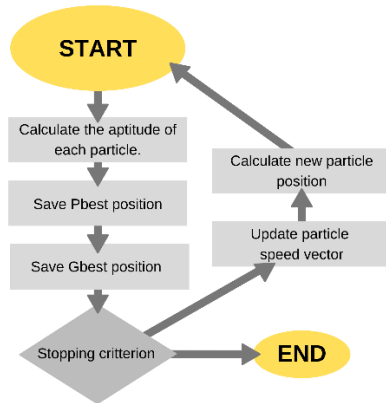 START
Calculate the aptitude of
each particle.
Save Pbest position
Save Gbest position
Stopping critterion
Calculate new particle
position
Update particle
speed vector
END